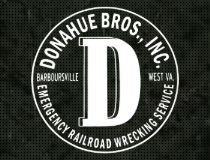 DONAHUE BROS., INC.
BARBOURSVILLE
D
WEST VA.
EMERGENCY RAILROAD WRECKING SERVICE